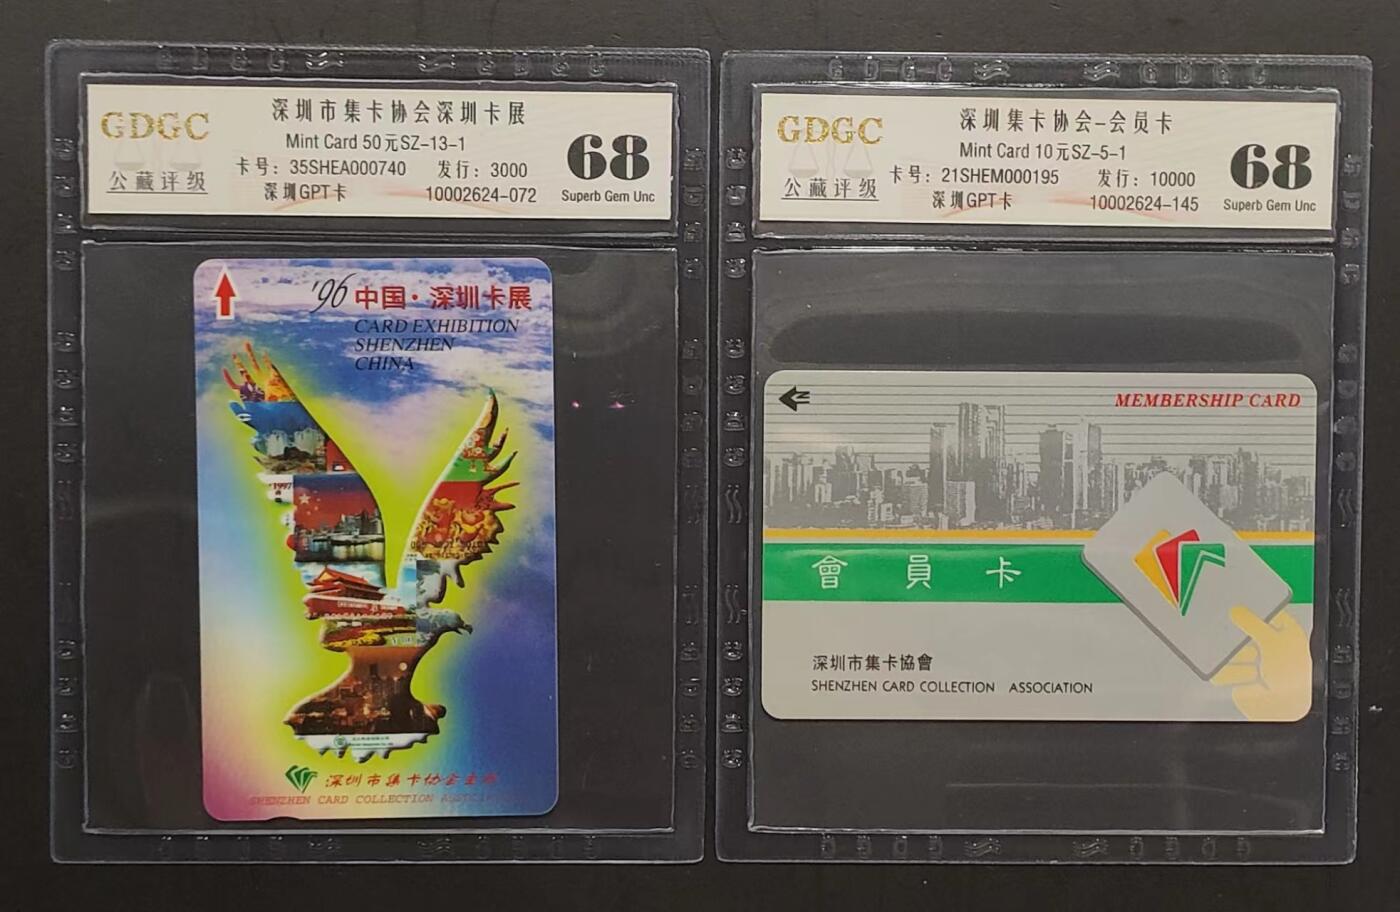 GDGC
公藏评级
深圳市集卡协会深圳卡展
Mint Card 50元SZ-13-1
卡号：35SHEA000740 发行：3000
深圳GPT卡 10002624-072
68
Superb Gem Unc
'96 中国·深圳卡展
CARD EXHIBITION
SHENZHEN
CHINA
1997
深圳市集卡协会主办
SHENZHEN CARD COLLECTION ASSOCIATION
GDGC
公藏评级
深圳集卡协会-会员卡
Mint Card 10元SZ-5-1
卡号：21SHEM000195 发行：10000
深圳GPT卡 10002624-145
68
Superb Gem Unc
MEMBERSHIP CARD
會員卡
深圳市集卡協會
SHENZHEN CARD COLLECTION ASSOCIATION